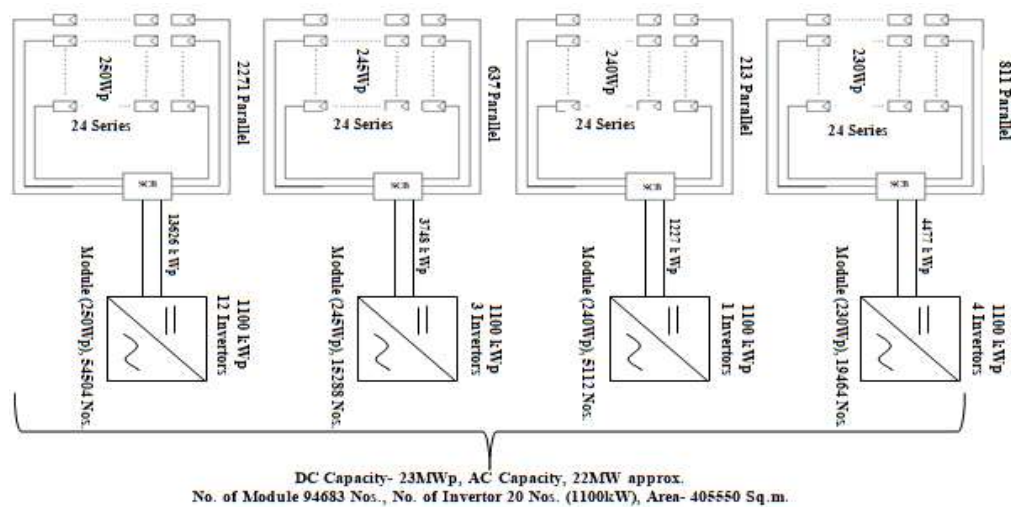 250Wp
24 Series
2271 Parallel
SCB
13626 kWp
Module (250Wp), 54504 Nos.
1100 kWp
12 Invertors
245Wp
24 Series
637 Parallel
SCB
3748 kWp
Module (245Wp), 15288 Nos.
1100 kWp
3 Invertors
240Wp
24 Series
213 Parallel
SCB
1227 kWp
Module (240Wp), 5112 Nos.
1100 kWp
1 Invertors
230Wp
24 Series
811 Parallel
SCB
4477 kWp
Module (230Wp), 19464 Nos.
1100 kWp
4 Invertors
DC Capacity- 23MWp, AC Capacity, 22MW approx.
No. of Module 94683 Nos., No. of Invertor 20 Nos. (1100kW), Area- 405550 Sq.m.